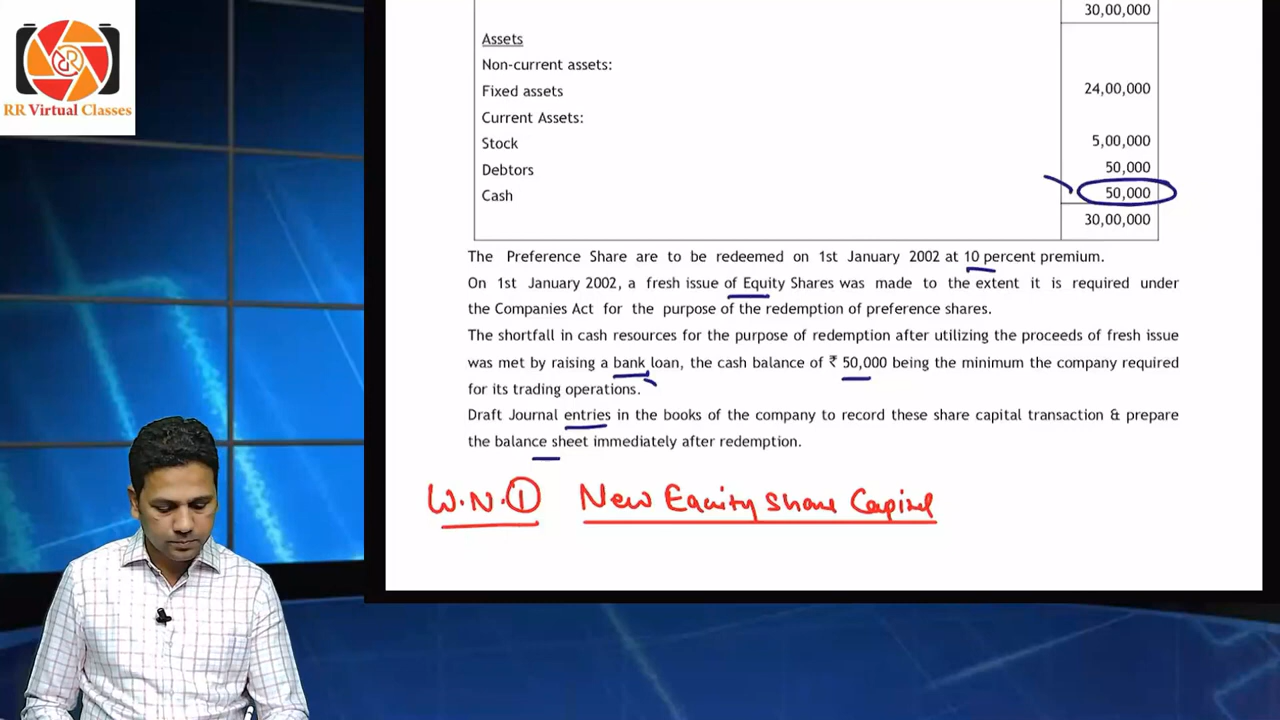 RR Virtual Classes
30,00,000
Assets
Non-current assets:
Fixed assets 24,00,000
Current Assets:
Stock 5,00,000
Debtors 50,000
Cash 50,000
30,00,000
The Preference Share are to be redeemed on 1st January 2002 at 10 percent premium.
On 1st January 2002, a fresh issue of Equity Shares was made to the extent it is required under
the Companies Act for the purpose of the redemption of preference shares.
The shortfall in cash resources for the purpose of redemption after utilizing the proceeds of fresh issue
was met by raising a bank loan, the cash balance of ₹ 50,000 being the minimum the company required
for its trading operations.
Draft Journal entries in the books of the company to record these share capital transaction & prepare
the balance sheet immediately after redemption.
W.N.① New Equity Share Capital